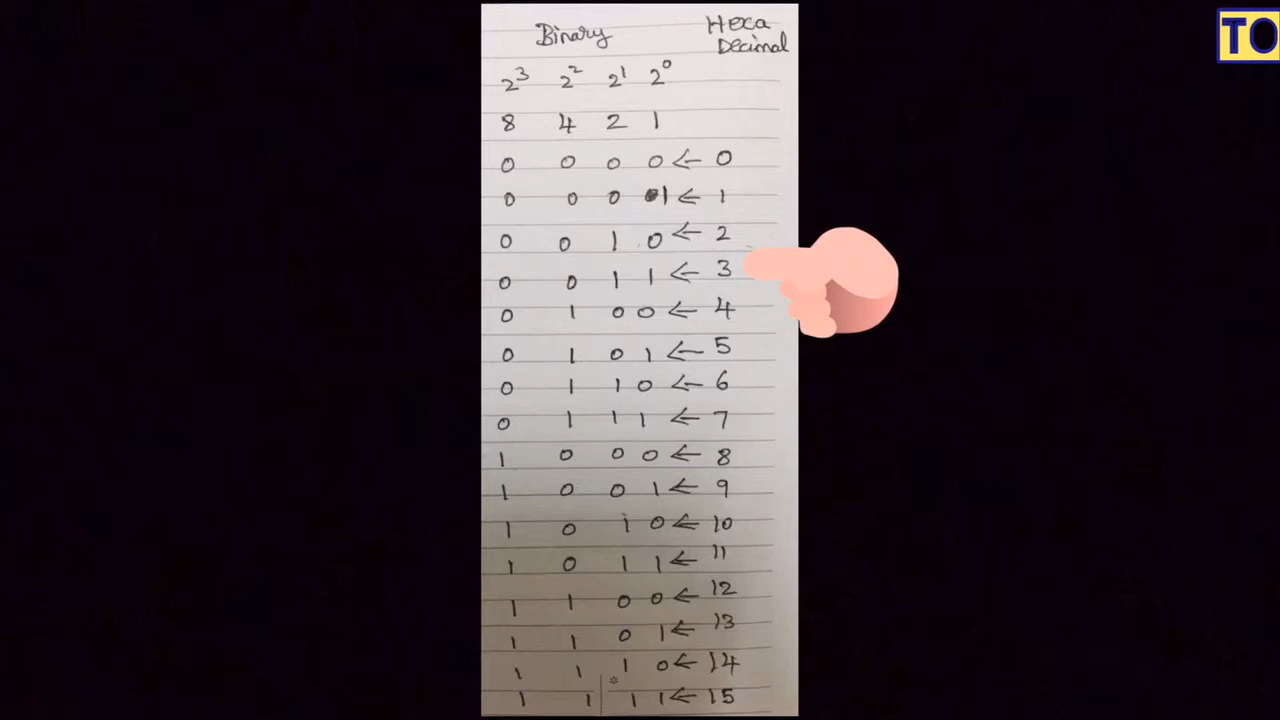 Binary Hexa Decimal
2³ 2² 2¹ 2⁰
8 4 2 1
0 0 0 0 ← 0
0 0 0 1 ← 1
0 0 1 0 ← 2
0 0 1 1 ← 3
0 1 0 0 ← 4
0 1 0 1 ← 5
0 1 1 0 ← 6
0 1 1 1 ← 7
1 0 0 0 ← 8
1 0 0 1 ← 9
1 0 1 0 ← 10
1 0 1 1 ← 11
1 1 0 0 ← 12
1 1 0 1 ← 13
1 1 1 0 ← 14
1 1 1 1 ← 15
TO